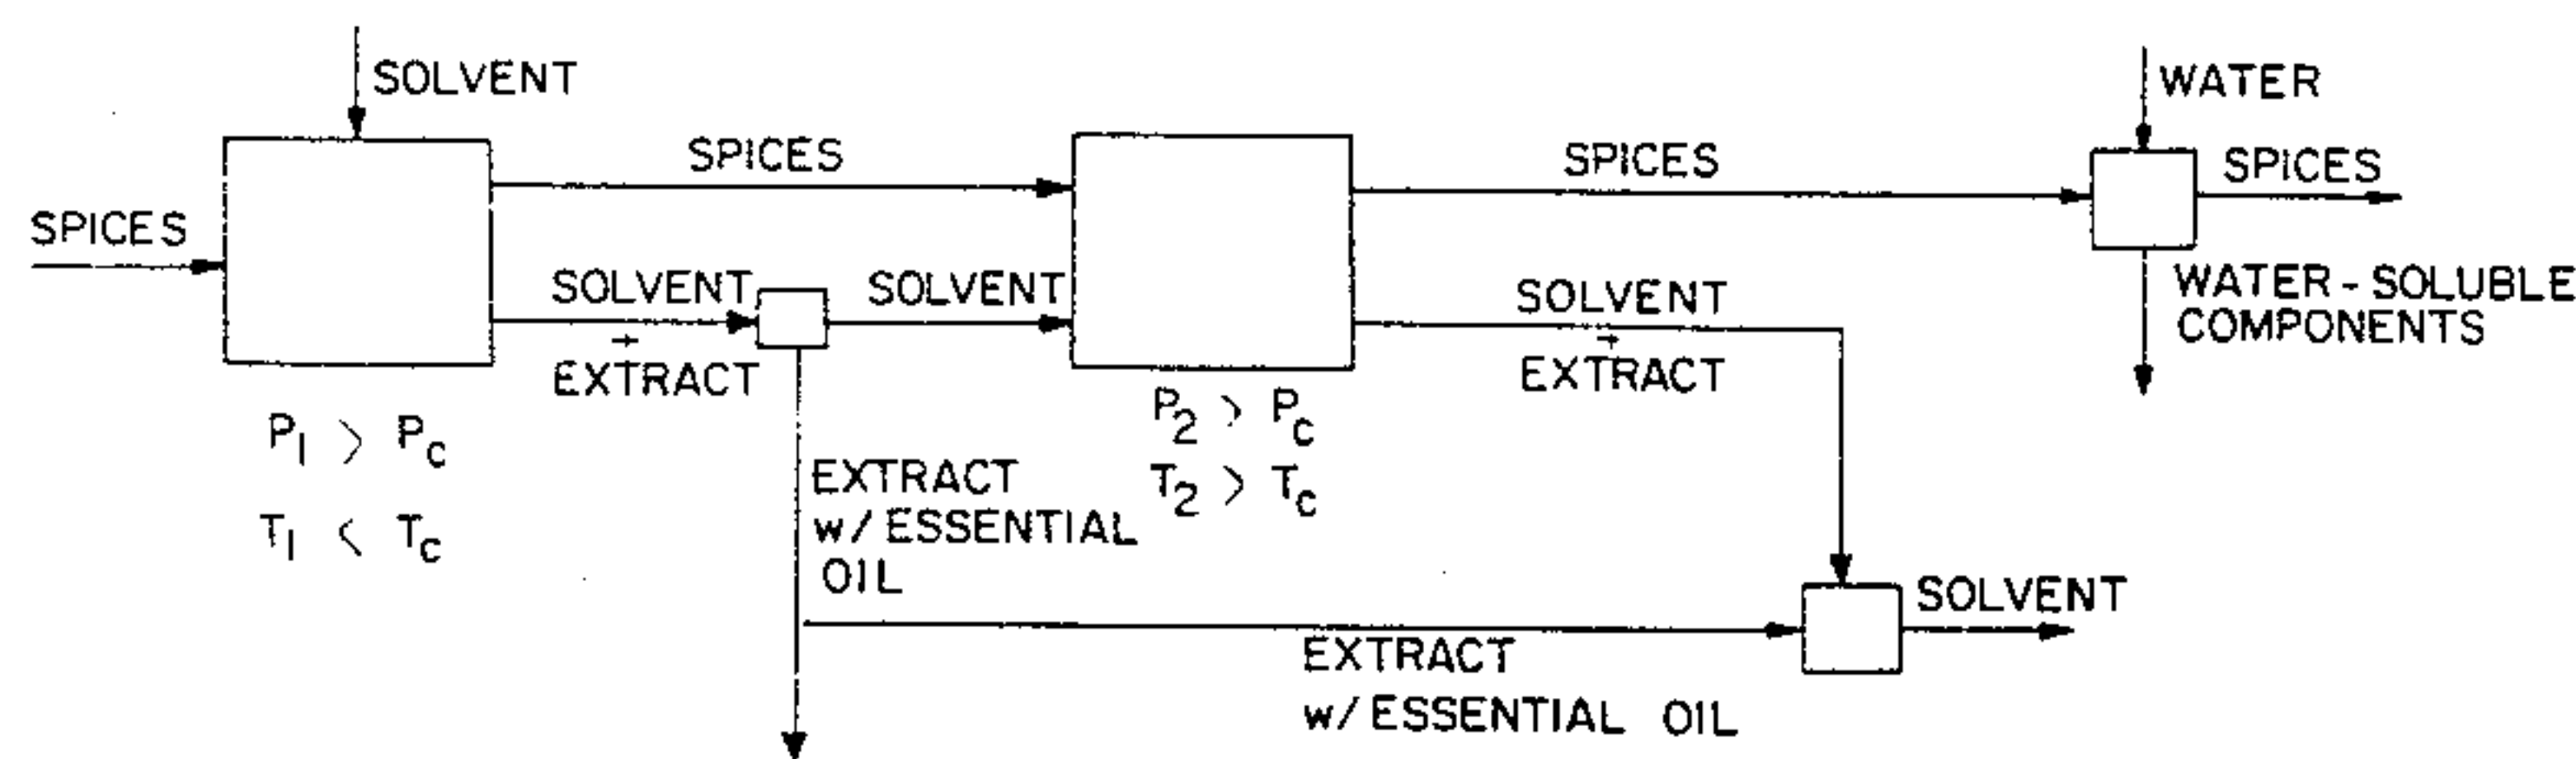 SOLVENT
WATER
SPICES
SPICES
SPICES
SPICES
SOLVENT
+
EXTRACT
SOLVENT
SOLVENT
+
EXTRACT
WATER-SOLUBLE
COMPONENTS
P1 > Pc
T1 < Tc
P2 > Pc
T2 > Tc
EXTRACT
w/ESSENTIAL
OIL
SOLVENT
EXTRACT
w/ESSENTIAL OIL